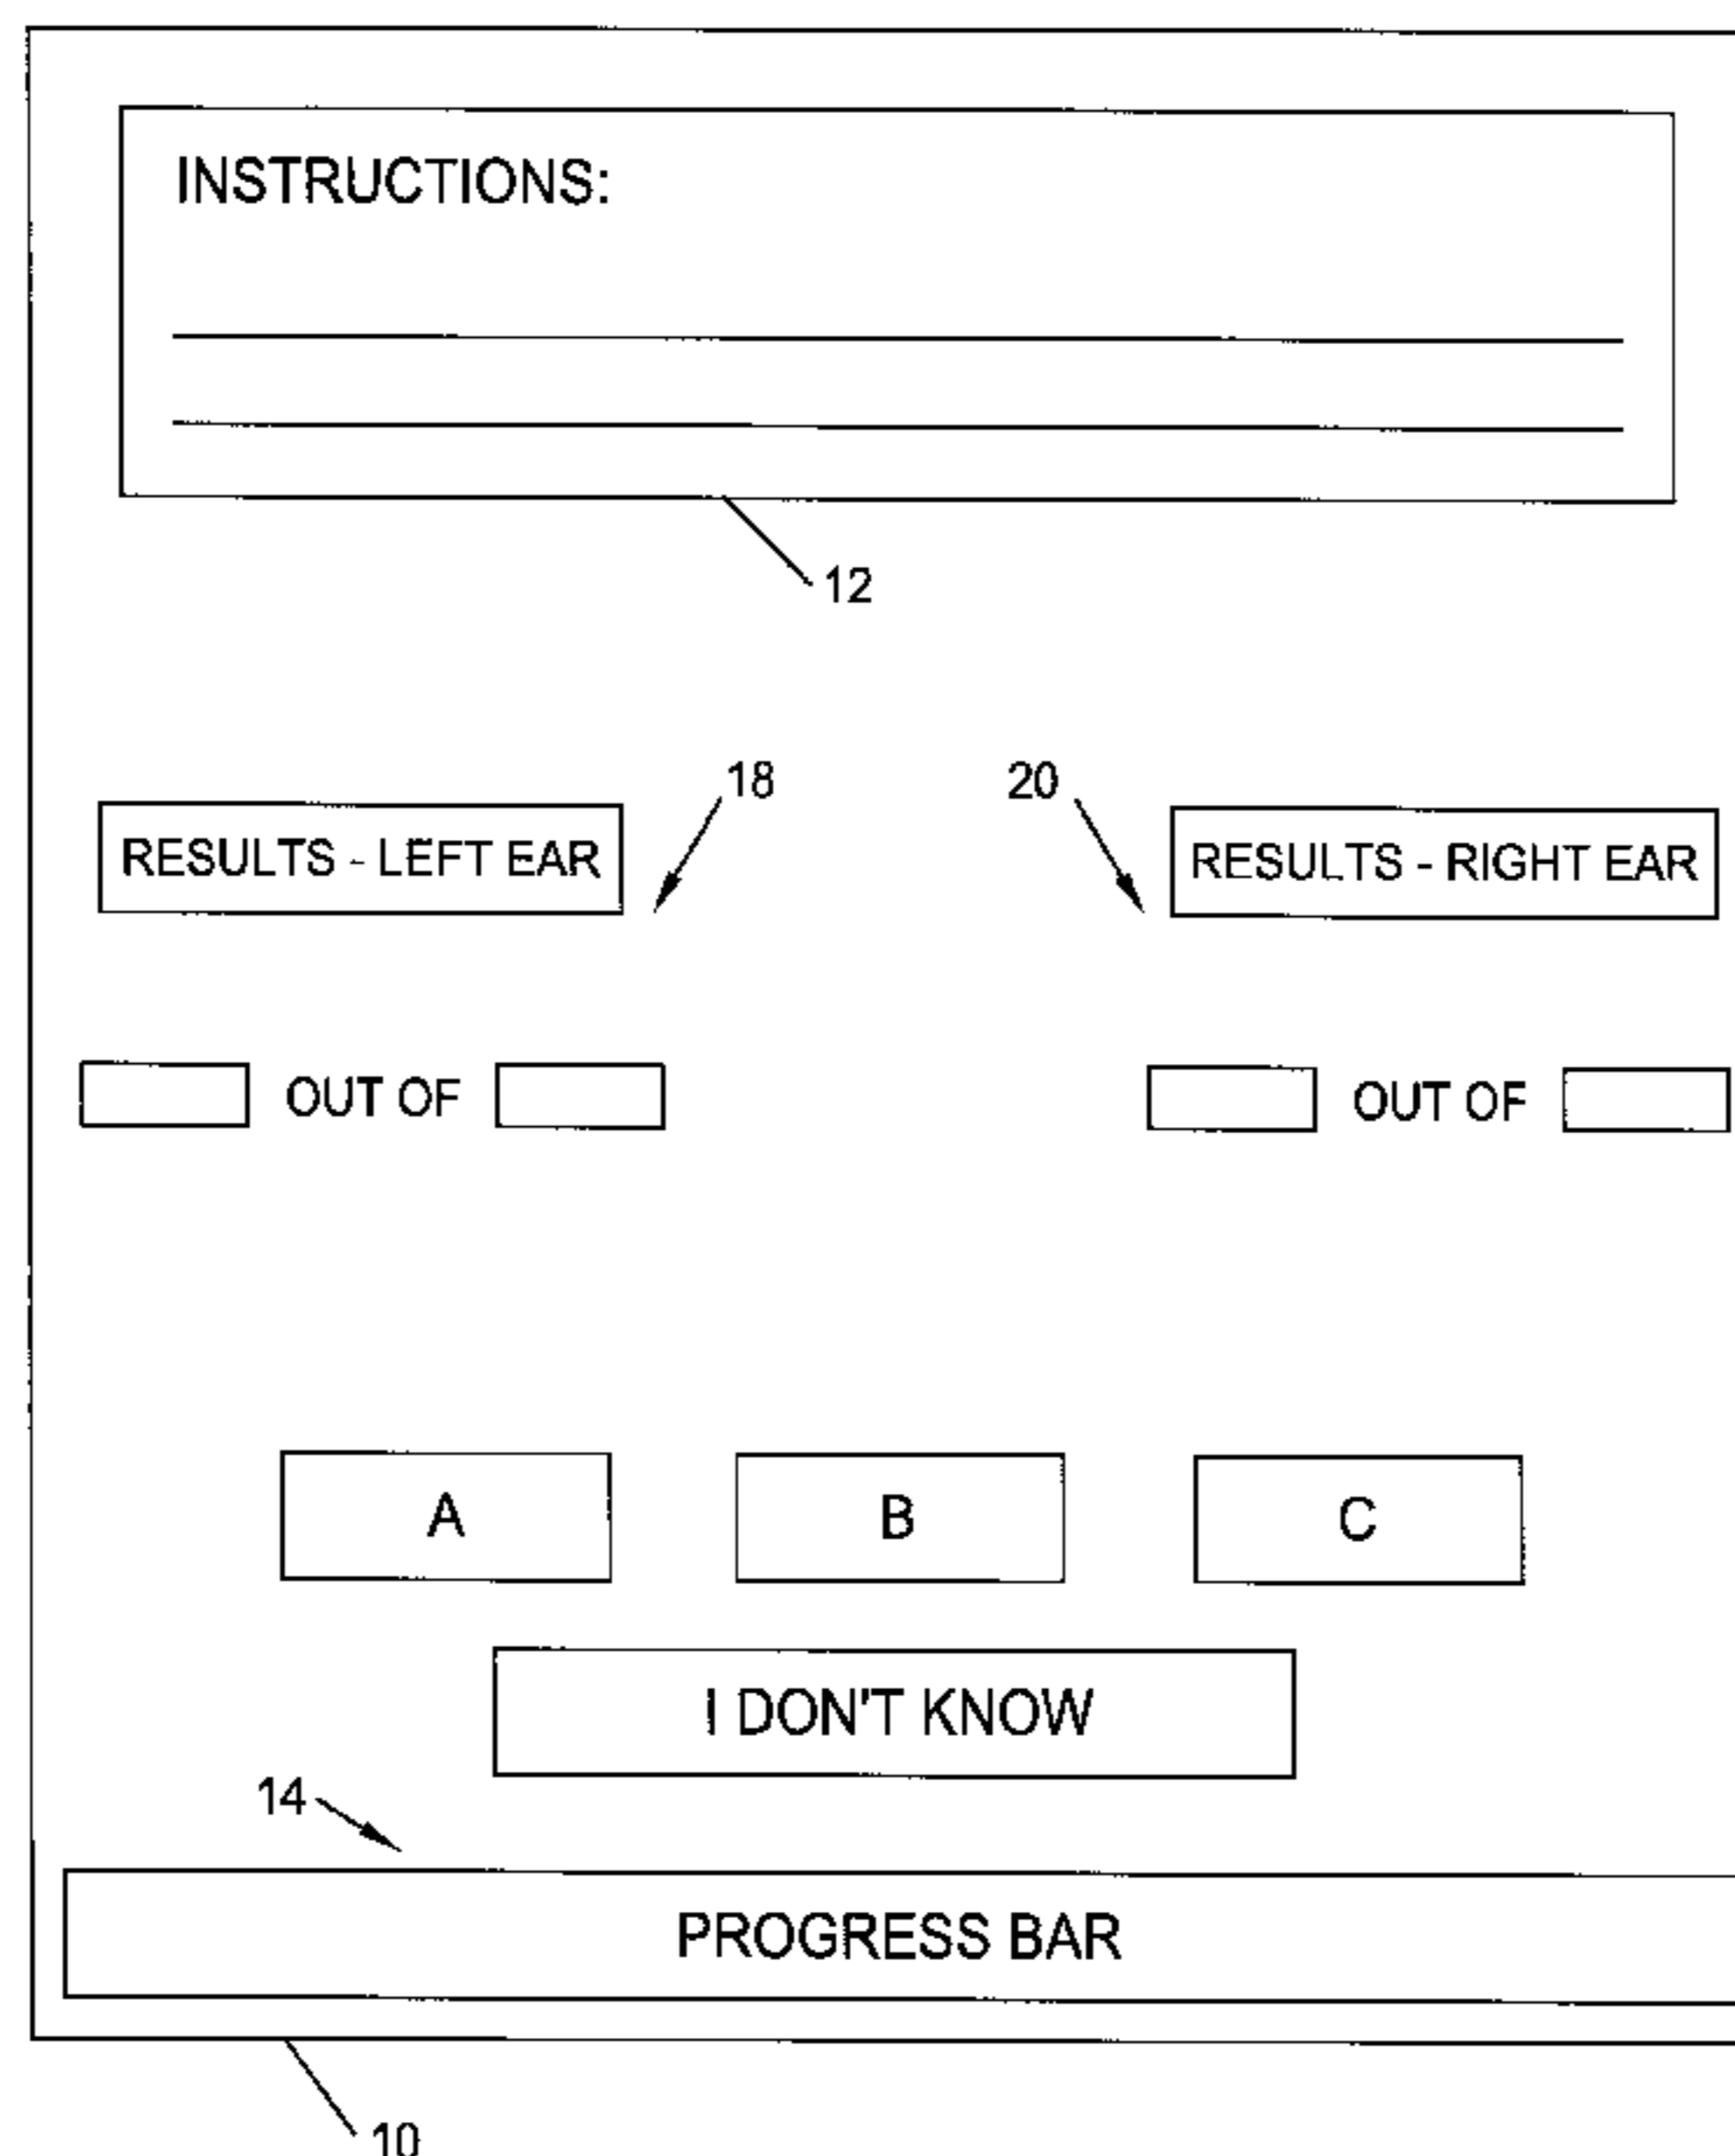 INSTRUCTIONS:
12
18 20
RESULTS - LEFT EAR RESULTS - RIGHT EAR
OUT OF OUT OF
A B C
I DON'T KNOW
14
PROGRESS BAR
10